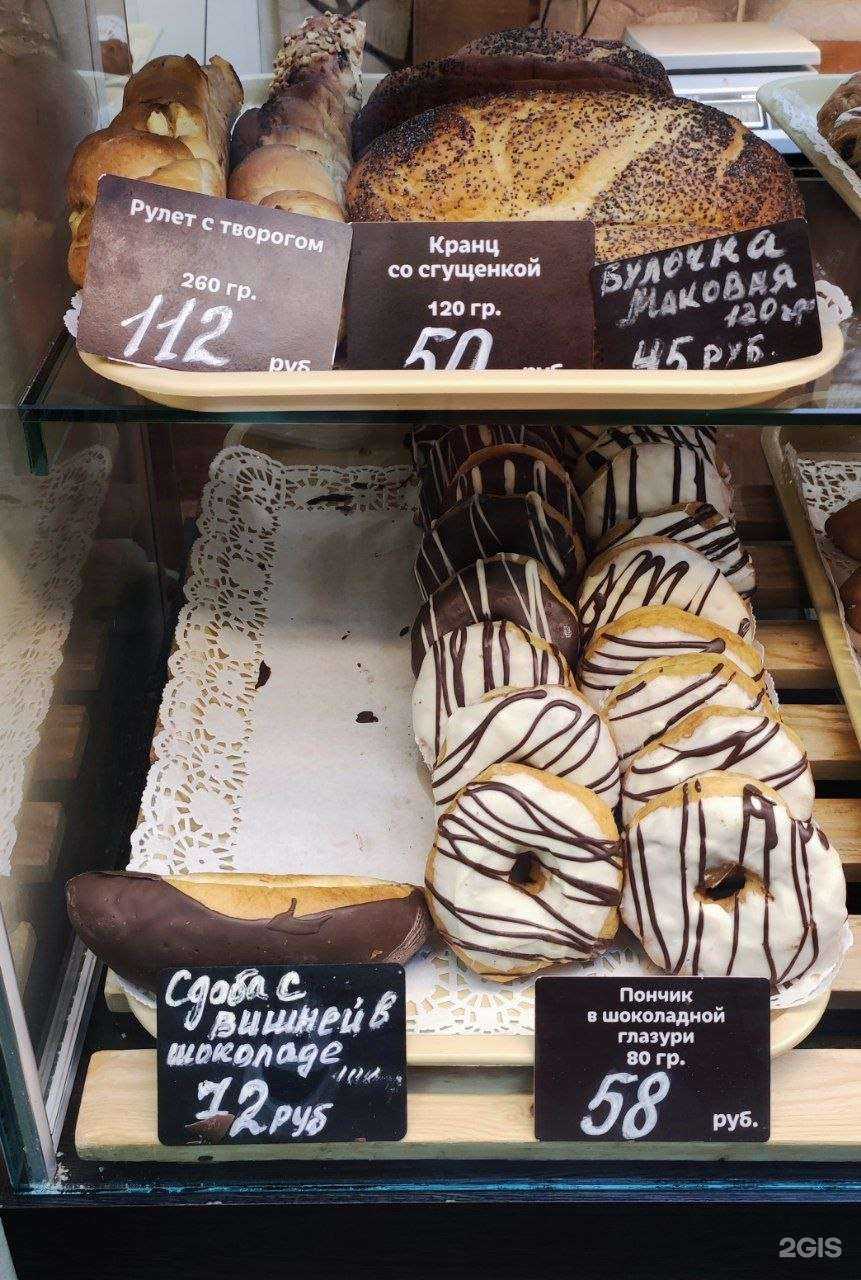 Рулет с творогом
260 гр.
112
руб
Кранц
со сгущенкой
120 гр.
50
руб
Булочка
маковая
120 гр
45 руб.
Сдоба с
вишней в
шоколаде
72 руб
Пончик
в шоколадной
глазури
80 гр.
58
руб.
2GIS